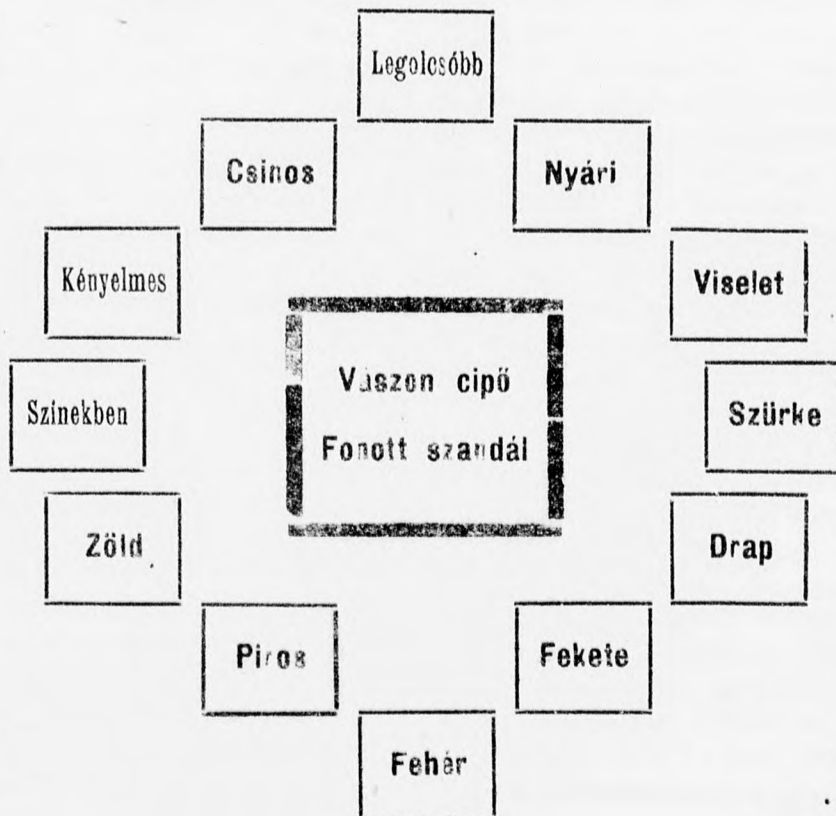 Legolcsóbb
Csinos
Nyári
Kényelmes
Viselet
Vászon cipő
Fonott szandál
Szinekben
Szürke
Zöld
Drap
Piros
Fekete
Fehér